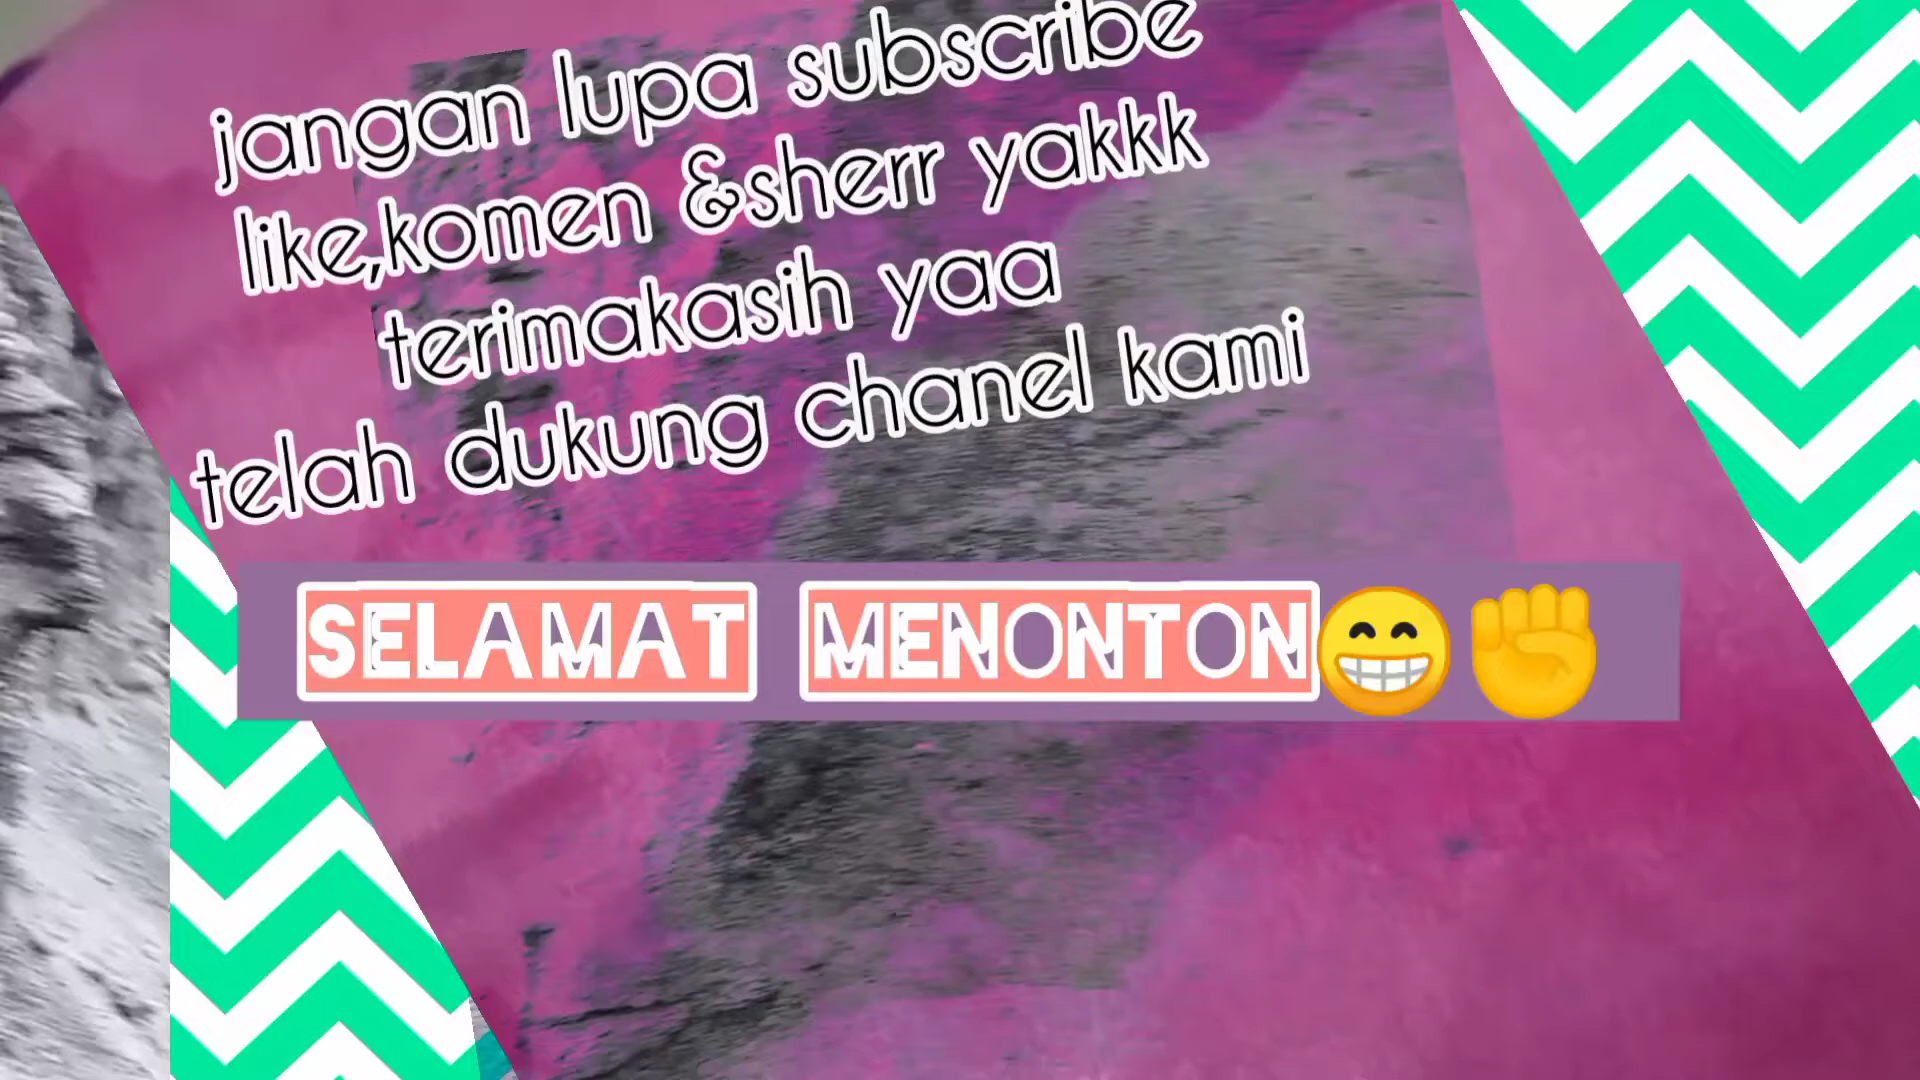 jangan lupa subscribe
like,komen &sherr yakkk
terimakasih yaa
telah dukung chanel kami
SELAMAT MENONTON😁✊